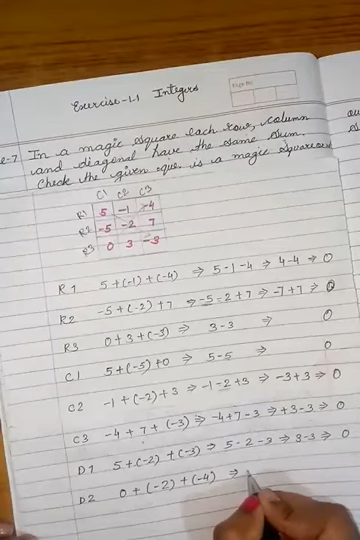 Exercise-1.1 Integers
Page No.
e-7 In a magic square each row, column
and diagonal have the same sum.
Check the given sque. is a magic square
C1 C2 C3
R1 5 -1 -4
R2 -5 -2 7
R3 0 3 -3
R1 5+(-1)+(-4) ⇒ 5-1-4 ⇒ 4-4 ⇒ 0
R2 -5+(-2)+7 ⇒ -5-2+7 ⇒ -7+7 ⇒ 0
R3 0+3+(-3) ⇒ 3-3 ⇒ 0
C1 5+(-5)+0 ⇒ 5-5 ⇒ 0
C2 -1+(-2)+3 ⇒ -1-2+3 ⇒ -3+3 ⇒ 0
C3 -4+7+(-3) ⇒ -4+7-3 ⇒ +3-3 ⇒ 0
D1 5+(-2)+(-3) ⇒ 5-2-3 ⇒ 3-3 ⇒ 0
D2 0+(-2)+(-4) ⇒